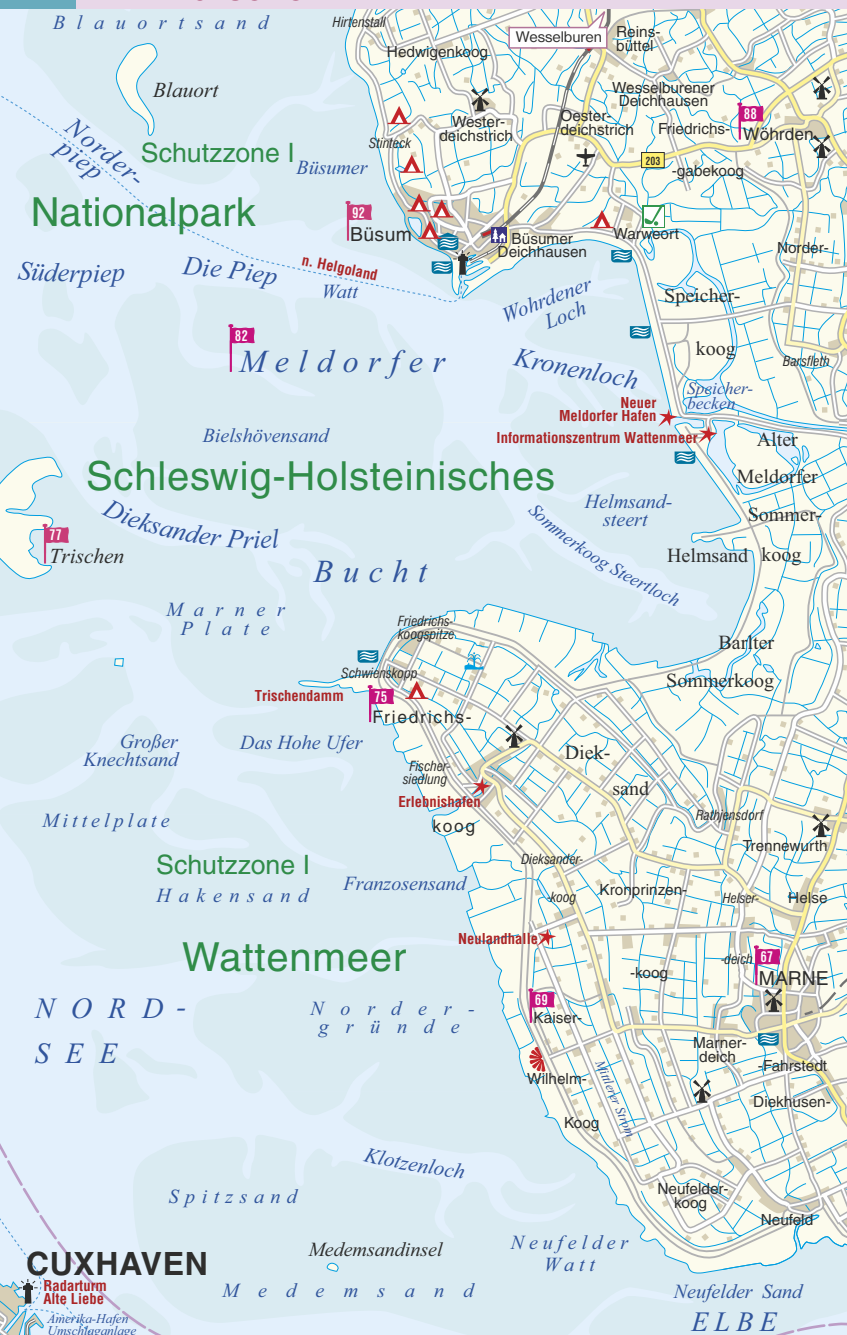 Blauortsand
Hirtenstall
Wesselburen
Reins-
büttel
Hedwigenkoog
Blauort
Wesselburener
Deichhausen
Norder-
piep
Wester-
deichstrich
Oester-
deichstrich
Friedrichs-
88
Wöhrden
Stinteck
Schutzzone I
Büsumer
203
-gabekoog
Nationalpark
92
Büsum
Büsumer
Deichhausen
Warweort
Norder-
Süderpiep
Die Piep
n. Helgoland
Watt
Wohrdener
Loch
Speicher-
koog
82
Meldorfer
Kronenloch
Barsfleth
Speicher-
becken
Neuer
Meldorfer Hafen
Informationszentrum Wattenmeer
Bielshövensand
Alter
Meldorfer
Sommer-
koog
Schleswig-Holsteinisches
Dieksander Priel
Helmsand-
steert
Sommerkoog Steertloch
77
Trischen
Helmsand
Bucht
Marner
Plate
Friedrichs-
koogspitze
Barlter
Sommerkoog
Schwienskopp
Trischendamm
75
Friedrichs-
Großer
Knechtsand
Das Hohe Ufer
Diek-
sand
Fischer-
siedlung
Erlebnishafen
koog
Mittelplate
Rathjensdorf
Trennewurth
Schutzzone I
Dieksander-
-koog
Hakensand
Franzosensand
Kronprinzen-
Helser-
Helse
Neulandhalle
Wattenmeer
-deich
67
-koog
MARNE
NORD-
SEE
Norder-
gründe
69
Kaiser-
Marner-
deich
-Fahrstedt
Wilhelm-
Mittlerer Strom
Diekhusen-
Koog
Klotzenloch
Spitzsand
Neufelder-
koog
Neufeld
Medemsandinsel
Neufelder
Watt
CUXHAVEN
Radarturm
Alte Liebe
Medemsand
Neufelder Sand
Amerika-Hafen
Umschlaganlage
ELBE